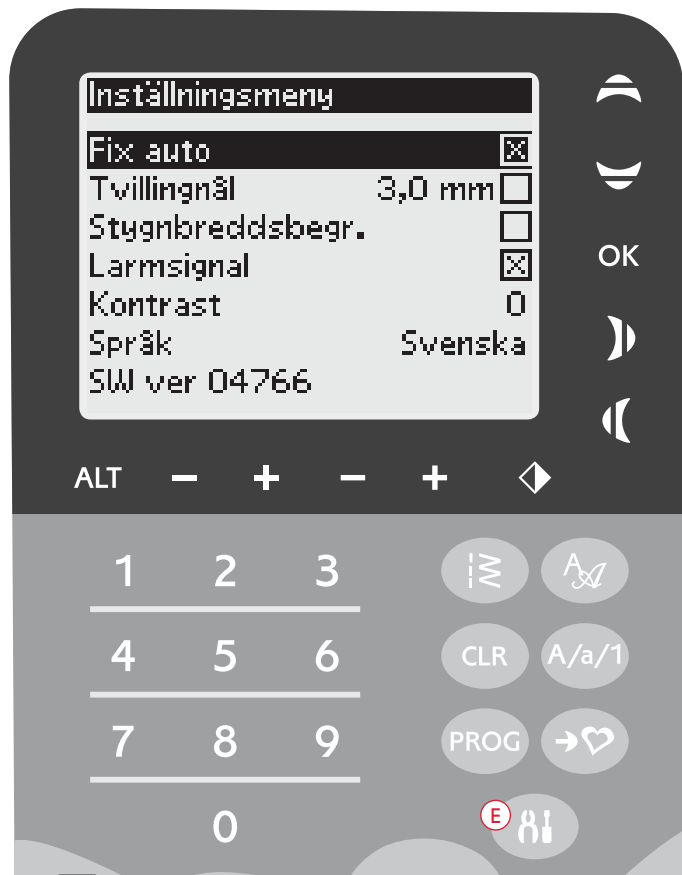 Inställningsmeny
Fix auto
Tvillingnål 3,0 mm
Stygnbreddsbegr.
Larmsignal
Kontrast 0
Språk Svenska
SW ver 04766
OK
ALT - + - +
1 2 3
A
4 5 6 CLR A/a/1
7 8 9 PROG
0 E